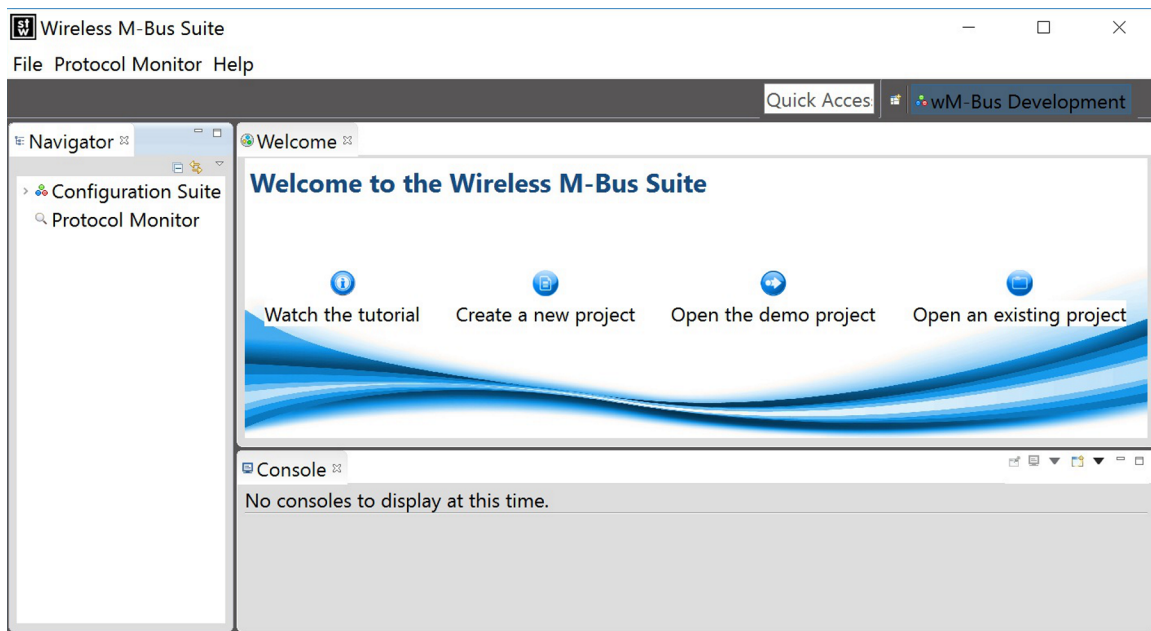 stw Wireless M-Bus Suite
File Protocol Monitor Help
Quick Acces
wM-Bus Development
Navigator
Configuration Suite
Protocol Monitor
Welcome
Welcome to the Wireless M-Bus Suite
Watch the tutorial
Create a new project
Open the demo project
Open an existing project
Console
No consoles to display at this time.